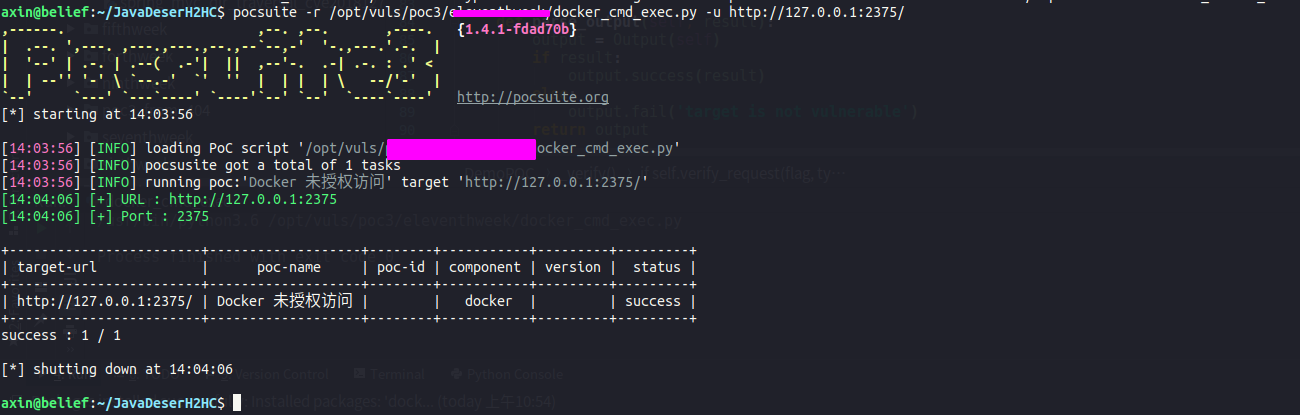 axin@belief:~/JavaDeserH2HC$ pocsuite -r /opt/vuls/poc3/eleventhweek/docker_cmd_exec.py -u http://127.0.0.1:2375/
{1.4.1-fdad70b}
Pocsuite3
http://pocsuite.org
[*] starting at 14:03:56
[14:03:56] [INFO] loading PoC script '/opt/vuls/ ocker_cmd_exec.py'
[14:03:56] [INFO] pocsusite got a total of 1 tasks
[14:03:56] [INFO] running poc:'Docker 未授权访问' target 'http://127.0.0.1:2375/'
[14:04:06] [+] URL : http://127.0.0.1:2375
[14:04:06] [+] Port : 2375
| target-url | poc-name | poc-id | component | version | status |
| http://127.0.0.1:2375/ | Docker 未授权访问 | | docker | | success |
success : 1 / 1
[*] shutting down at 14:04:06
axin@belief:~/JavaDeserH2HC$